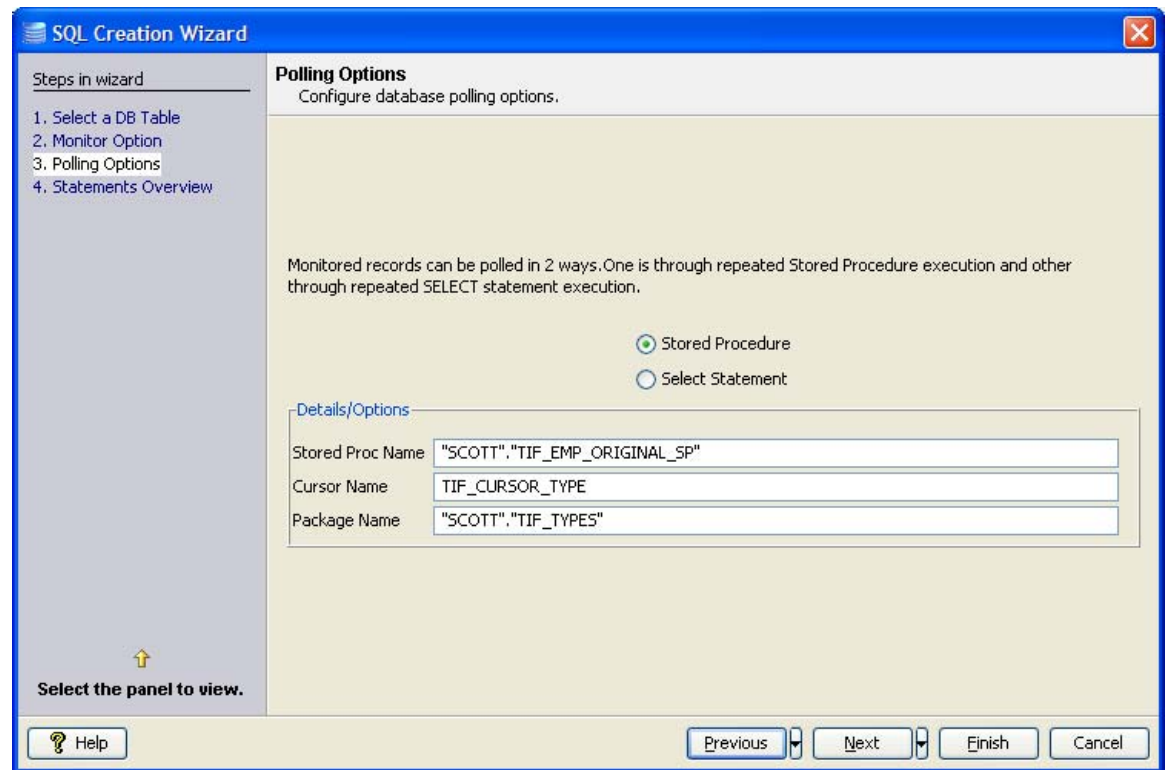 SQL Creation Wizard
Steps in wizard
1. Select a DB Table
2. Monitor Option
3. Polling Options
4. Statements Overview
Select the panel to view.
Polling Options
Configure database polling options.
Monitored records can be polled in 2 ways.One is through repeated Stored Procedure execution and other
through repeated SELECT statement execution.
Stored Procedure
Select Statement
Details/Options
Stored Proc Name "SCOTT"."TIF_EMP_ORIGINAL_SP"
Cursor Name TIF_CURSOR_TYPE
Package Name "SCOTT"."TIF_TYPES"
Help Previous Next Finish Cancel